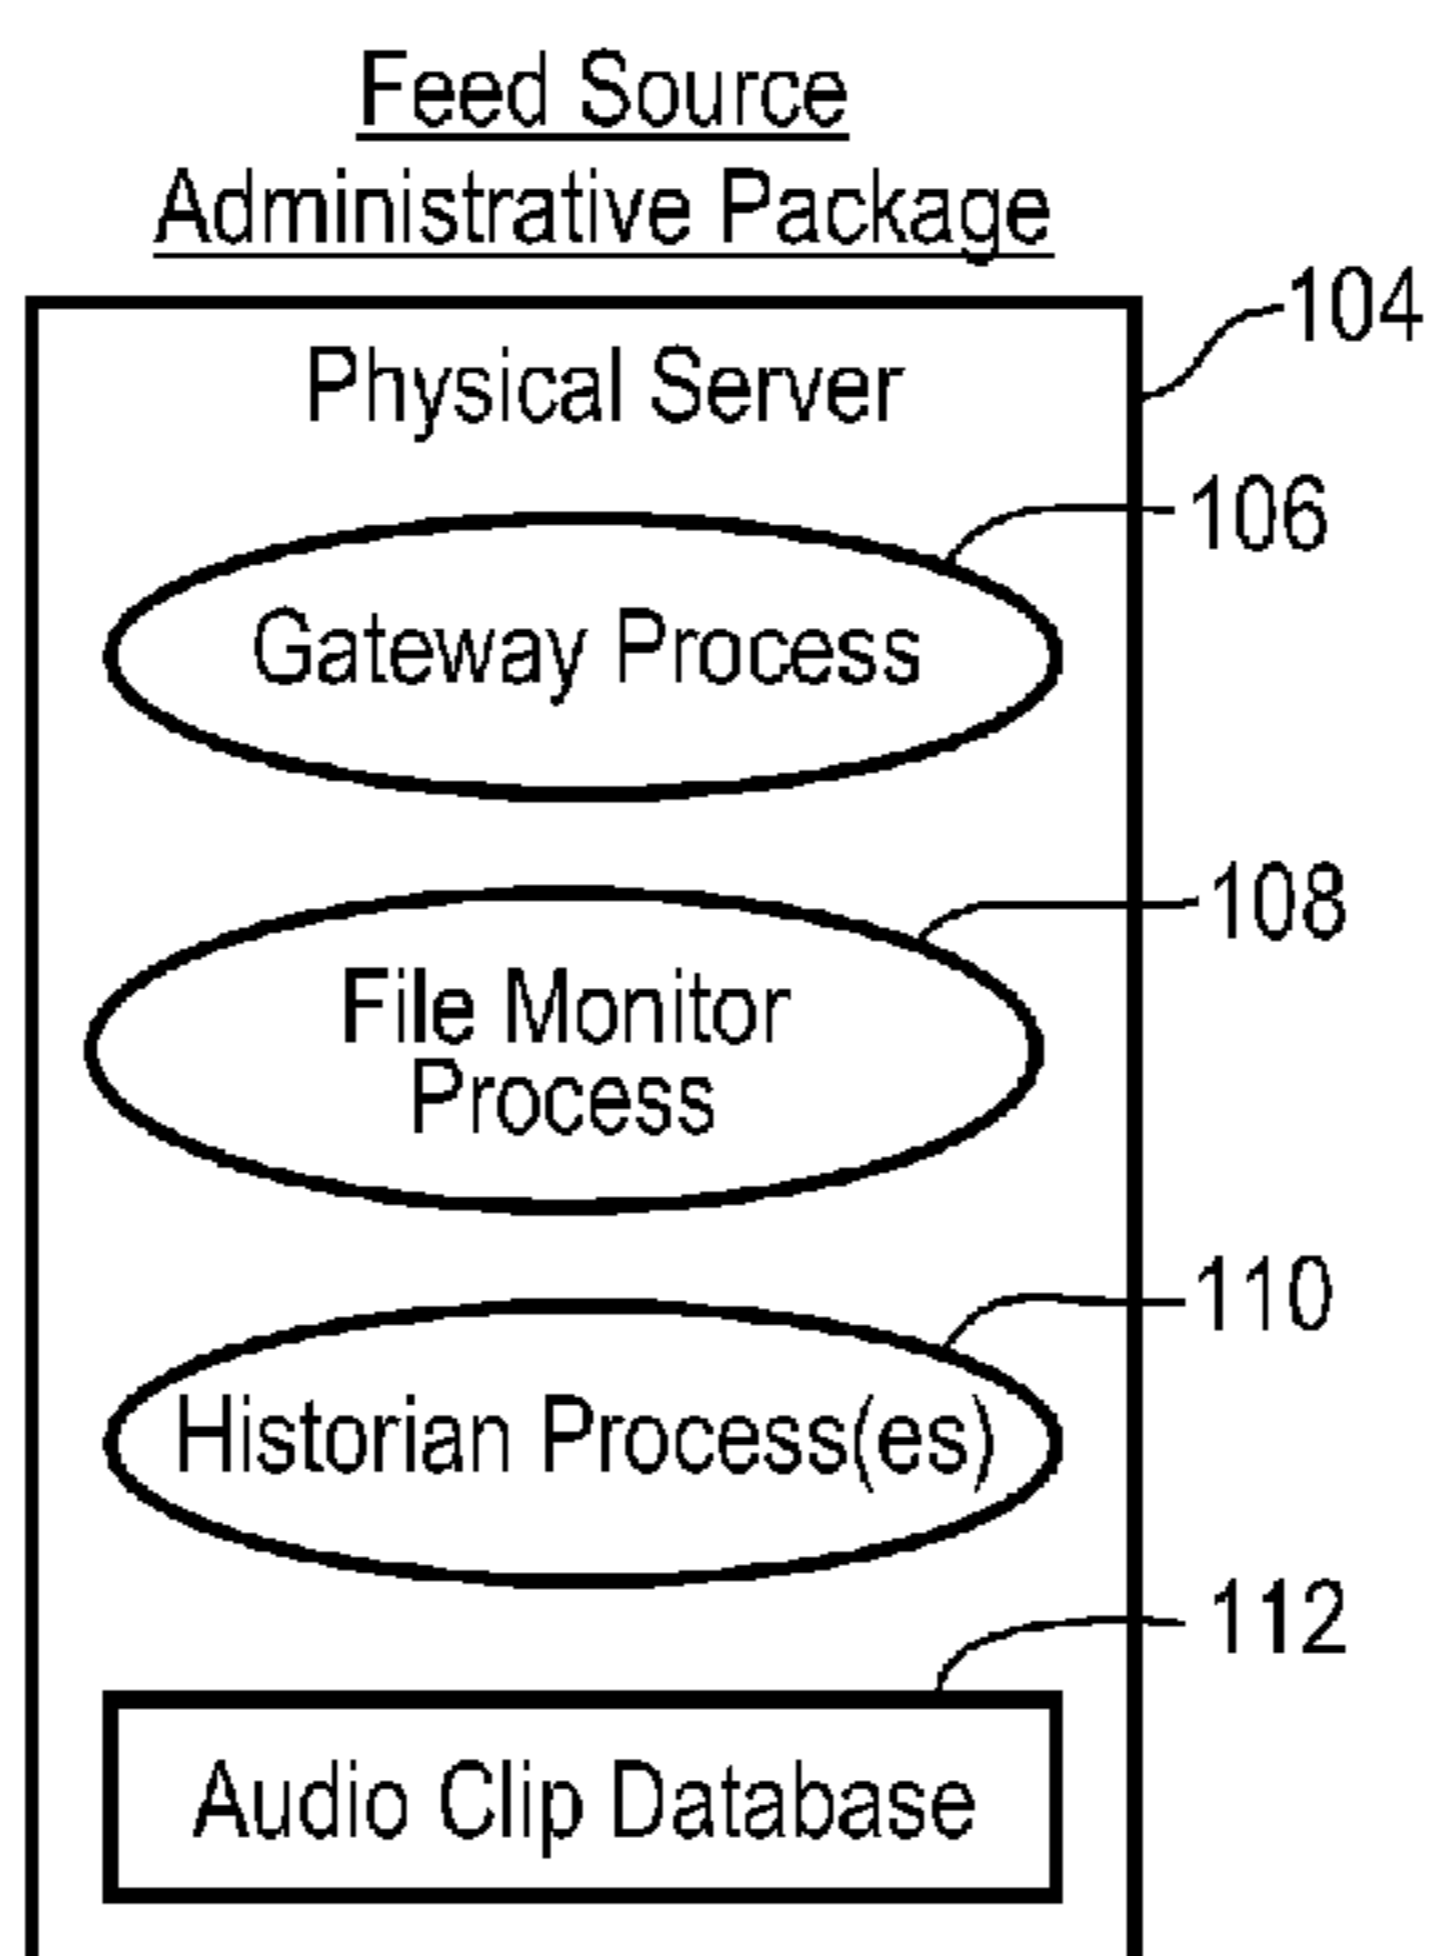 Feed Source
Administrative Package
104
Physical Server
106
Gateway Process
108
File Monitor
Process
110
Historian Process(es)
112
Audio Clip Database